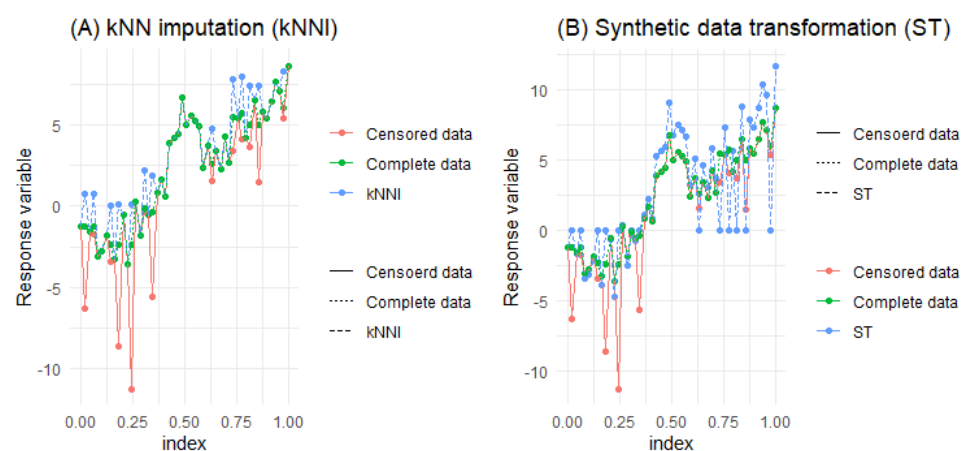 (A) kNN imputation (kNNI)
Response variable
5
0
-5
-10
0.00 0.25 0.50 0.75 1.00
index
Censored data
Complete data
kNNI
Censoerd data
Complete data
kNNI
(B) Synthetic data transformation (ST)
Response variable
10
5
0
-5
-10
0.00 0.25 0.50 0.75 1.00
index
Censoerd data
Complete data
ST
Censored data
Complete data
ST